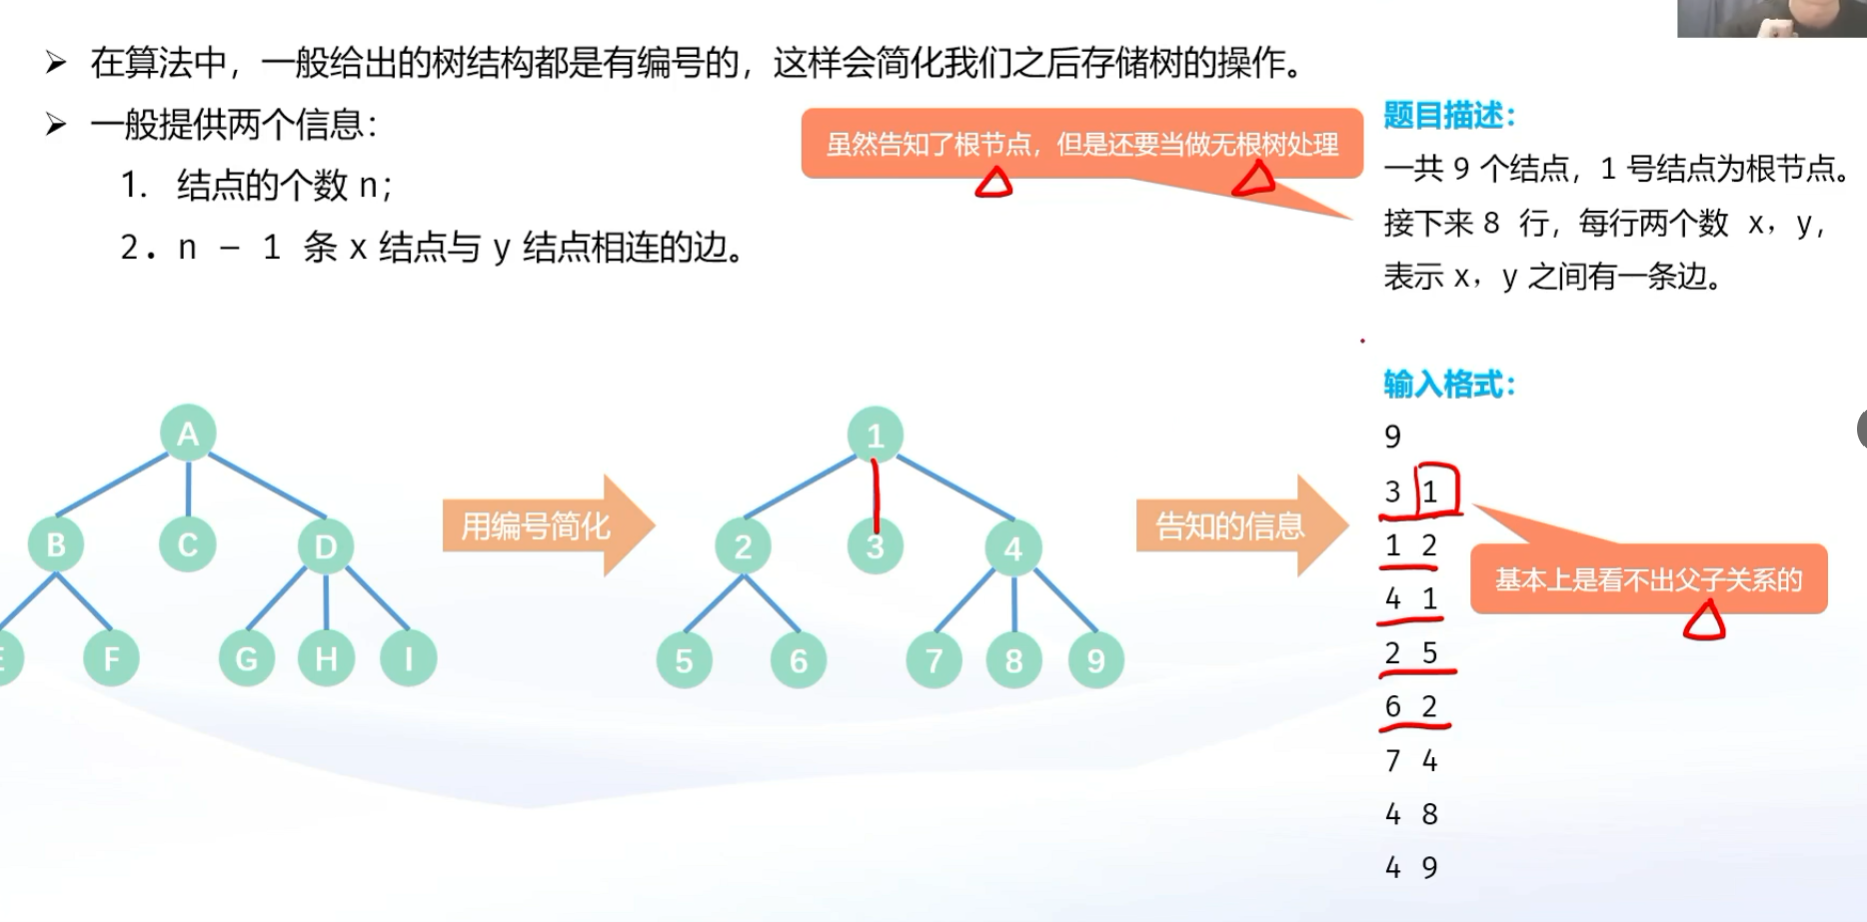 在算法中，一般给出的树结构都是有编号的，这样会简化我们之后存储树的操作。
一般提供两个信息：
1. 结点的个数 n；
2. n - 1 条 x 结点与 y 结点相连的边。
虽然告知了根节点，但是还要当做无根树处理
题目描述：
一共 9 个结点，1 号结点为根节点。
接下来 8 行，每行两个数 x，y，
表示 x，y 之间有一条边。
A
B C D
E F G H I
用编号简化
1
2 3 4
5 6 7 8 9
告知的信息
输入格式：
9
3 1
1 2
4 1
2 5
6 2
7 4
4 8
4 9
基本上是看不出父子关系的